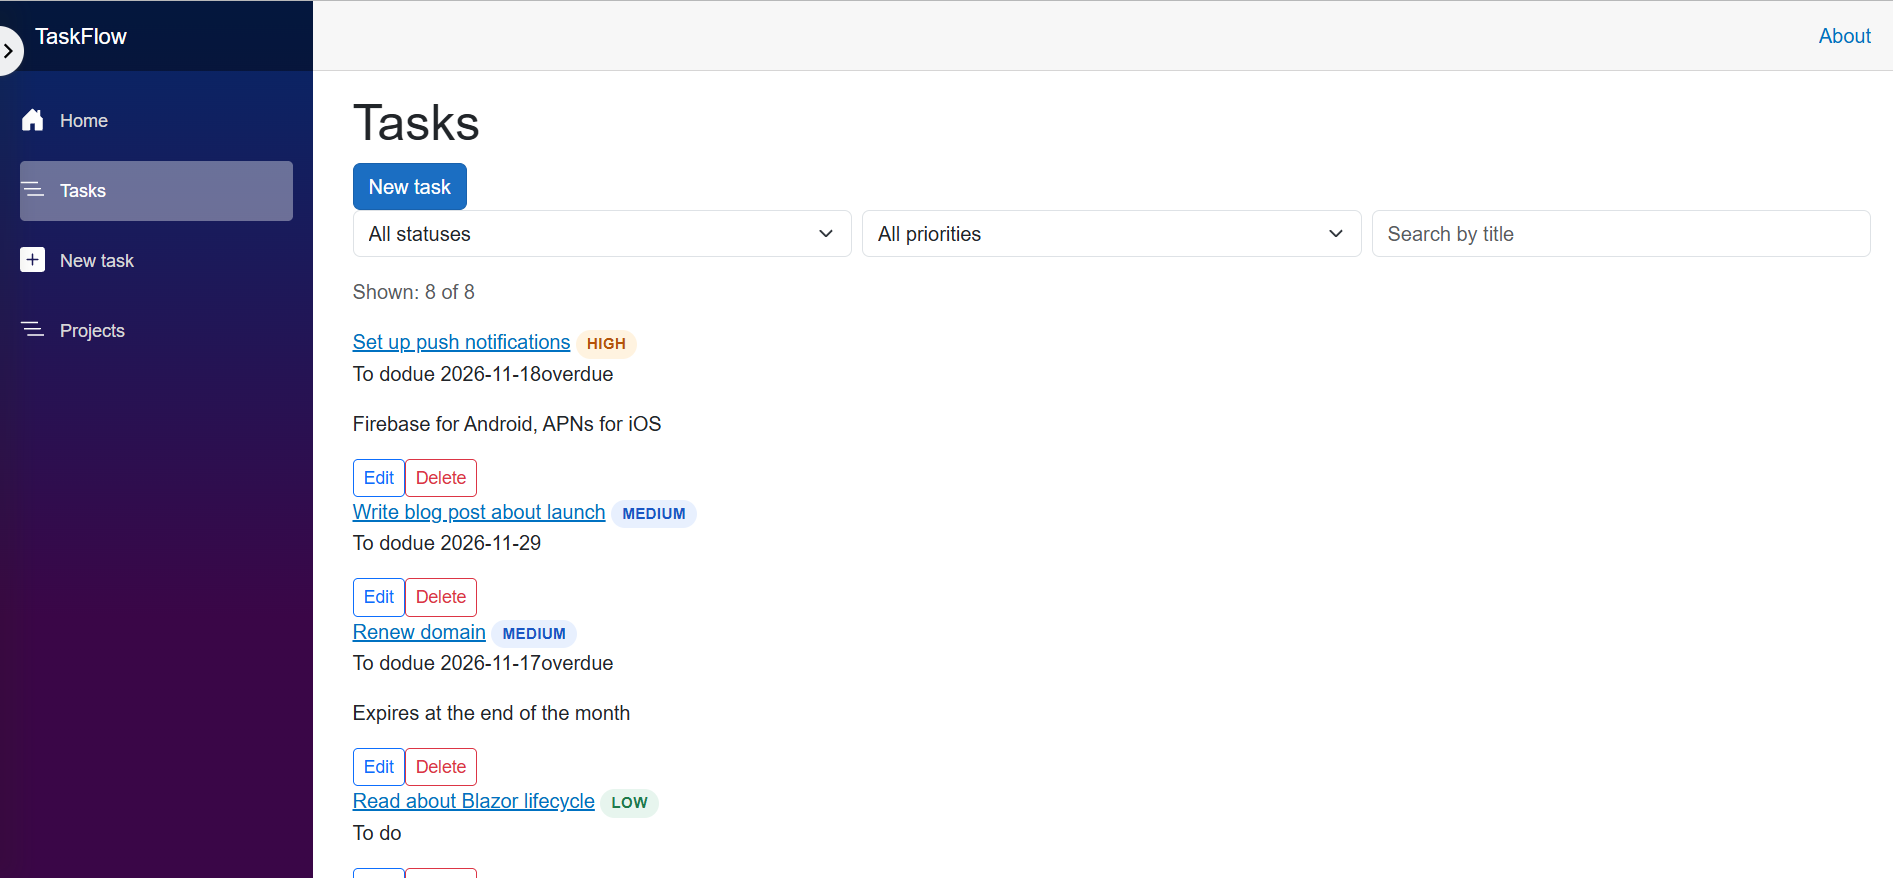 TaskFlow
About
Home
Tasks
New task
Projects
Tasks
New task
All statuses
All priorities
Search by title
Shown: 8 of 8
Set up push notifications HIGH
To dodue 2026-11-18overdue
Firebase for Android, APNs for iOS
Edit Delete
Write blog post about launch MEDIUM
To dodue 2026-11-29
Edit Delete
Renew domain MEDIUM
To dodue 2026-11-17overdue
Expires at the end of the month
Edit Delete
Read about Blazor lifecycle LOW
To do